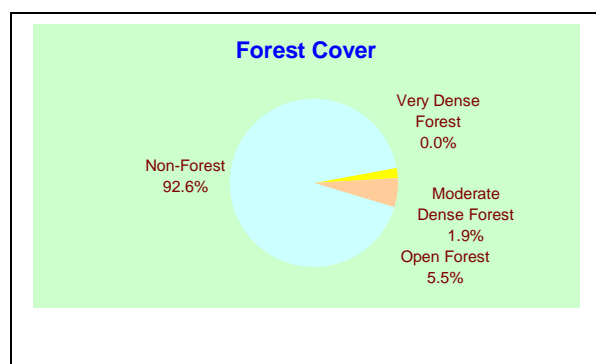 Forest Cover
Very Dense
Forest
0.0%
Non-Forest
92.6%
Moderate
Dense Forest
1.9%
Open Forest
5.5%